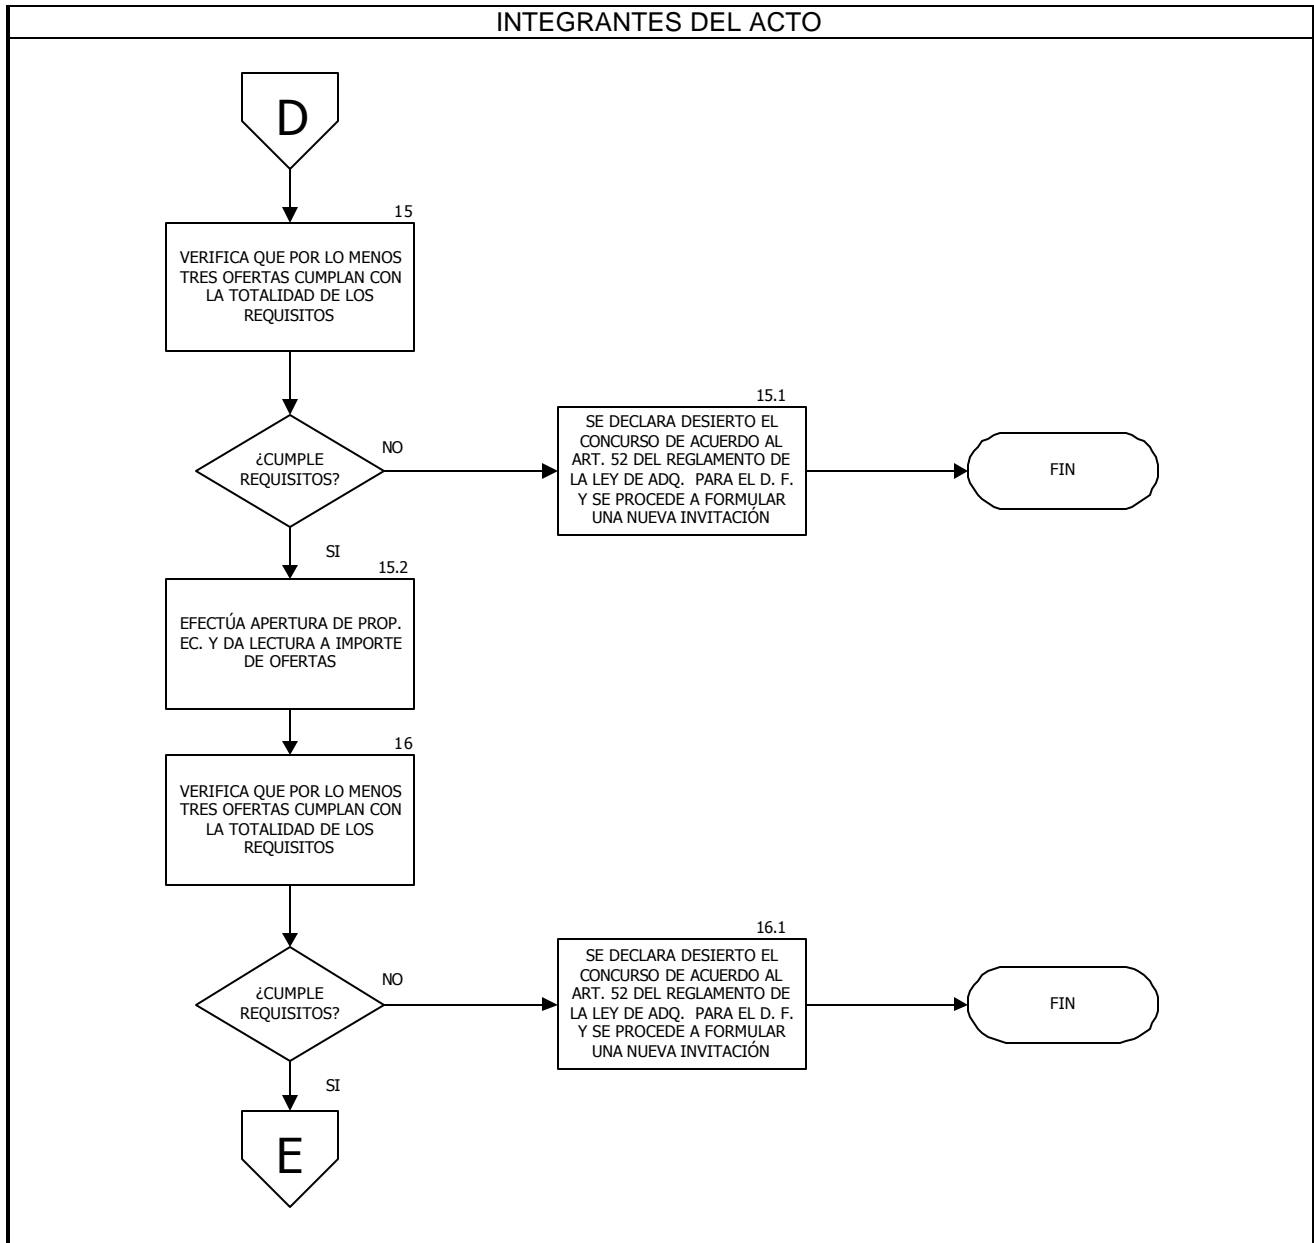 INTEGRANTES DEL ACTO
D
15
VERIFICA QUE POR LO MENOS
TRES OFERTAS CUMPLAN CON
LA TOTALIDAD DE LOS
REQUISITOS
¿CUMPLE
REQUISITOS?
NO
15.1
SE DECLARA DESIERTO EL
CONCURSO DE ACUERDO AL
ART. 52 DEL REGLAMENTO DE
LA LEY DE ADQ. PARA EL D. F.
Y SE PROCEDE A FORMULAR
UNA NUEVA INVITACIÓN
FIN
SI
15.2
EFECTÚA APERTURA DE PROP.
EC. Y DA LECTURA A IMPORTE
DE OFERTAS
16
VERIFICA QUE POR LO MENOS
TRES OFERTAS CUMPLAN CON
LA TOTALIDAD DE LOS
REQUISITOS
¿CUMPLE
REQUISITOS?
NO
16.1
SE DECLARA DESIERTO EL
CONCURSO DE ACUERDO AL
ART. 52 DEL REGLAMENTO DE
LA LEY DE ADQ. PARA EL D. F.
Y SE PROCEDE A FORMULAR
UNA NUEVA INVITACIÓN
FIN
SI
E